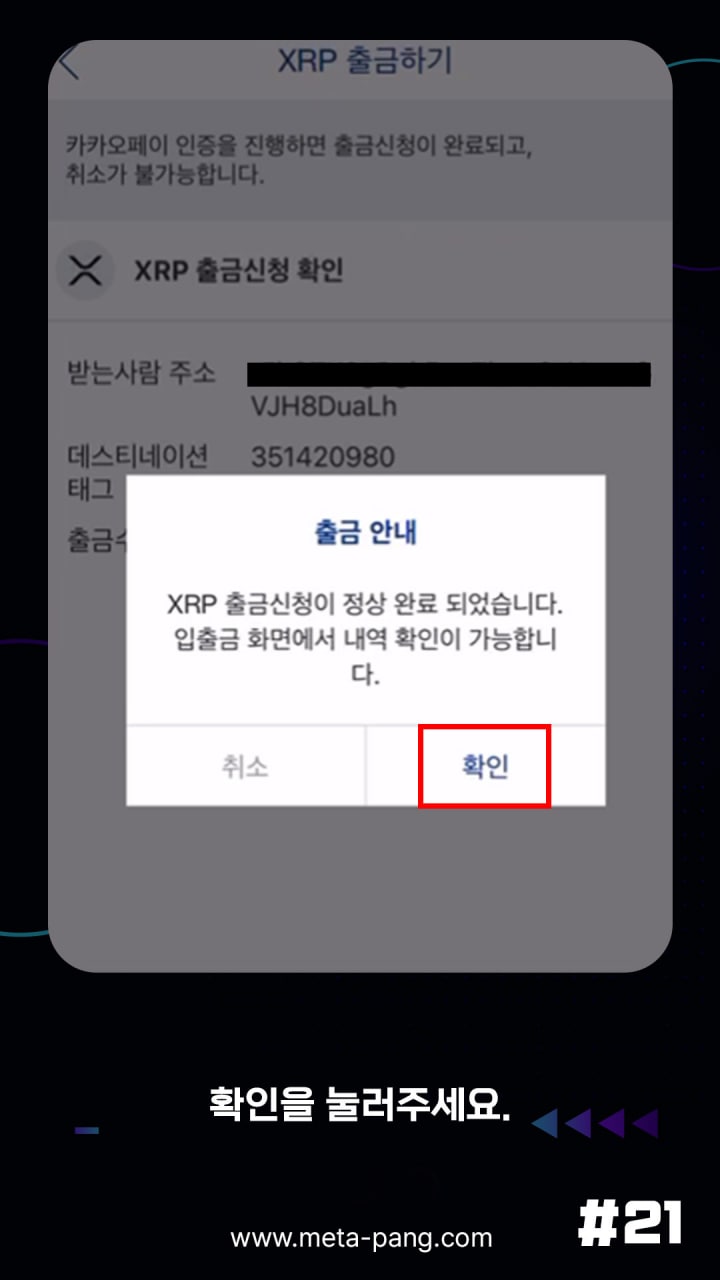 XRP 출금하기
카카오페이 인증을 진행하면 출금신청이 완료되고,
취소가 불가능합니다.
XRP 출금신청 확인
받는사람 주소
VJH8DuaLh
데스티네이션 351420980
태그
출금 안내
XRP 출금신청이 정상 완료 되었습니다.
입출금 화면에서 내역 확인이 가능합니
다.
취소 확인
확인을 눌러주세요.
#21
www.meta-pang.com